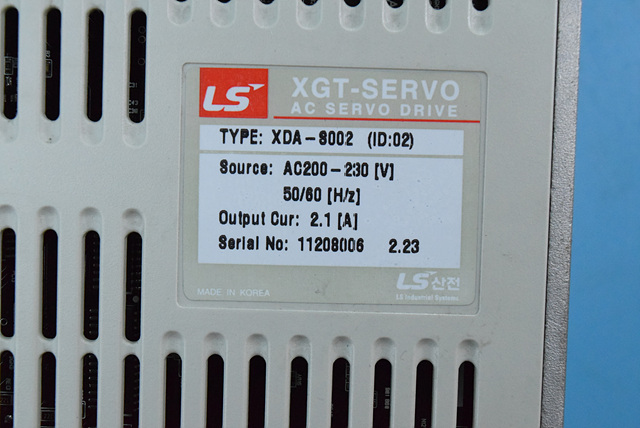 LS
XGT-SERVO
AC SERVO DRIVE
TYPE: XDA-S002 (ID:02)
Source: AC200-230 [V]
50/60 [H/z]
Output Cur: 2.1 [A]
Serial No: 11208006 2.23
LS산전
MADE IN KOREA
LS Industrial Systems